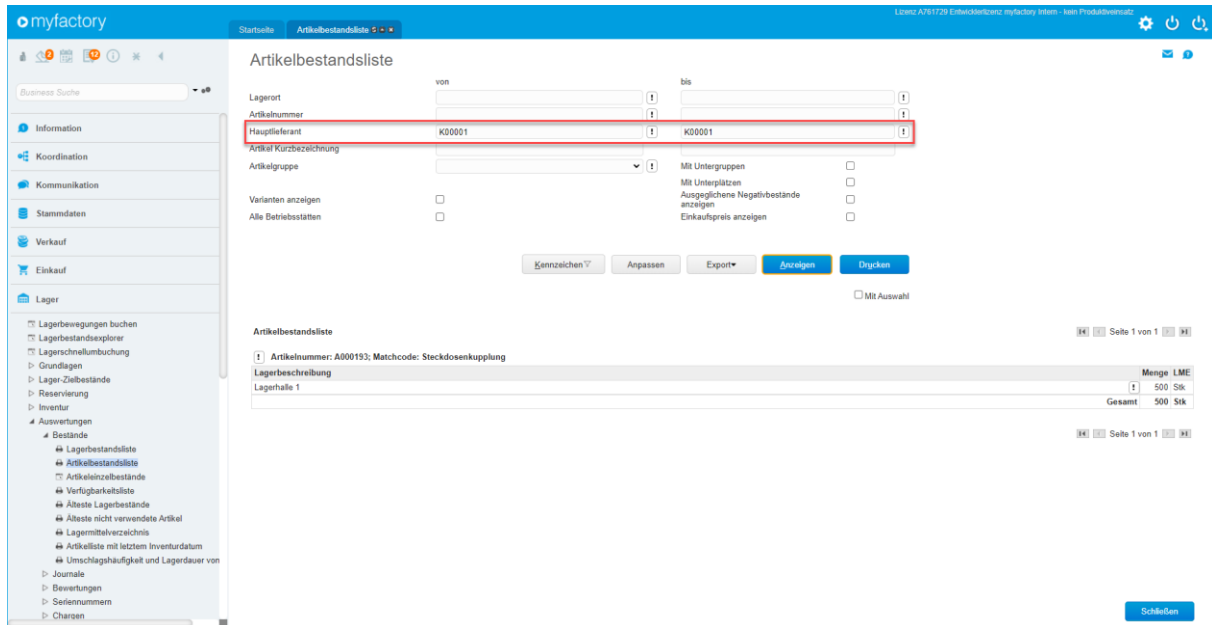 Lizenz A761729 Entwicklerlizenz myfactory Intern - kein Produktiveinsatz
myfactory
Startseite Artikelbestandsliste
2 12
Business Suche
Information
Koordination
Kommunikation
Stammdaten
Verkauf
Einkauf
Lager
Lagerbewegungen buchen
Lagerbestandsexplorer
Lagerschnellumbuchung
Grundlagen
Lager-Zielbestände
Reservierung
Inventur
Auswertungen
Bestände
Lagerbestandsliste
Artikelbestandsliste
Artikeleinzelbestände
Verfügbarkeitsliste
Älteste Lagerbestände
Älteste nicht verwendete Artikel
Lagermittelverzeichnis
Artikelliste mit letztem Inventurdatum
Umschlagshäufigkeit und Lagerdauer von
Journale
Bewertungen
Seriennummern
Chargen
Artikelbestandsliste
von bis
Lagerort
Artikelnummer
Hauptlieferant K00001 K00001
Artikel Kurzbezeichnung
Artikelgruppe Mit Untergruppen
Mit Unterplätzen
Varianten anzeigen Ausgeglichene Negativbestände
anzeigen
Alle Betriebsstätten Einkaufspreis anzeigen
Kennzeichen Anpassen Export Anzeigen Drucken
Mit Auswahl
Artikelbestandsliste Seite 1 von 1
Artikelnummer: A000193; Matchcode: Steckdosenkupplung
Lagerbeschreibung Menge LME
Lagerhalle 1 500 Stk
Gesamt 500 Stk
Seite 1 von 1
Schließen